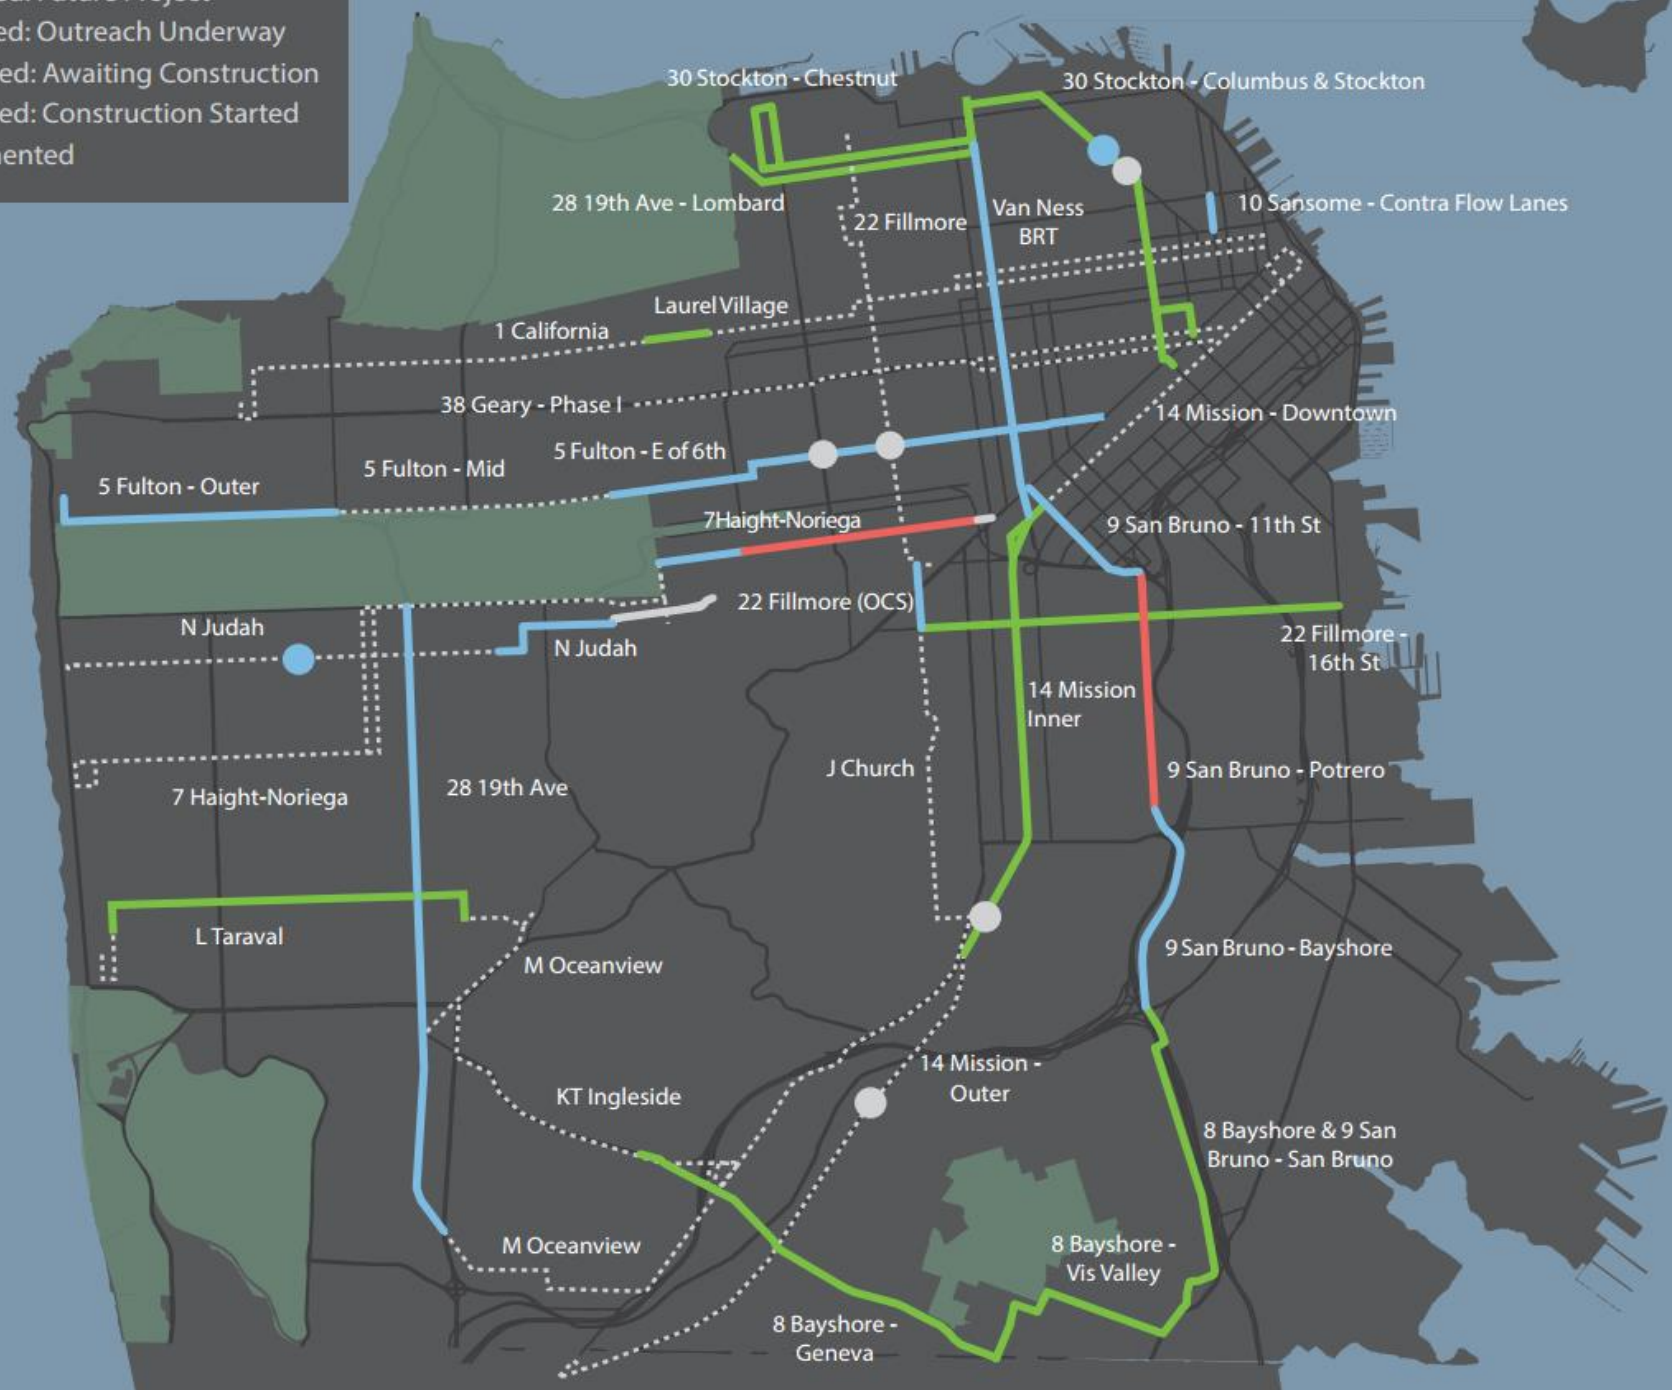 ed: Outreach Underway
ed: Awaiting Construction
ed: Construction Started
ented
30 Stockton - Chestnut
30 Stockton - Columbus & Stockton
28 19th Ave - Lombard
22 Fillmore
Van Ness
BRT
10 Sansome - Contra Flow Lanes
Laurel Village
1 California
38 Geary - Phase I
14 Mission - Downtown
5 Fulton - E of 6th
5 Fulton - Mid
5 Fulton - Outer
7Haight-Noriega
9 San Bruno - 11th St
22 Fillmore (OCS)
N Judah
N Judah
22 Fillmore -
16th St
14 Mission
Inner
J Church
9 San Bruno - Potrero
7 Haight-Noriega
28 19th Ave
L Taraval
M Oceanview
9 San Bruno - Bayshore
14 Mission -
Outer
KT Ingleside
8 Bayshore & 9 San
Bruno - San Bruno
M Oceanview
8 Bayshore -
Vis Valley
8 Bayshore -
Geneva